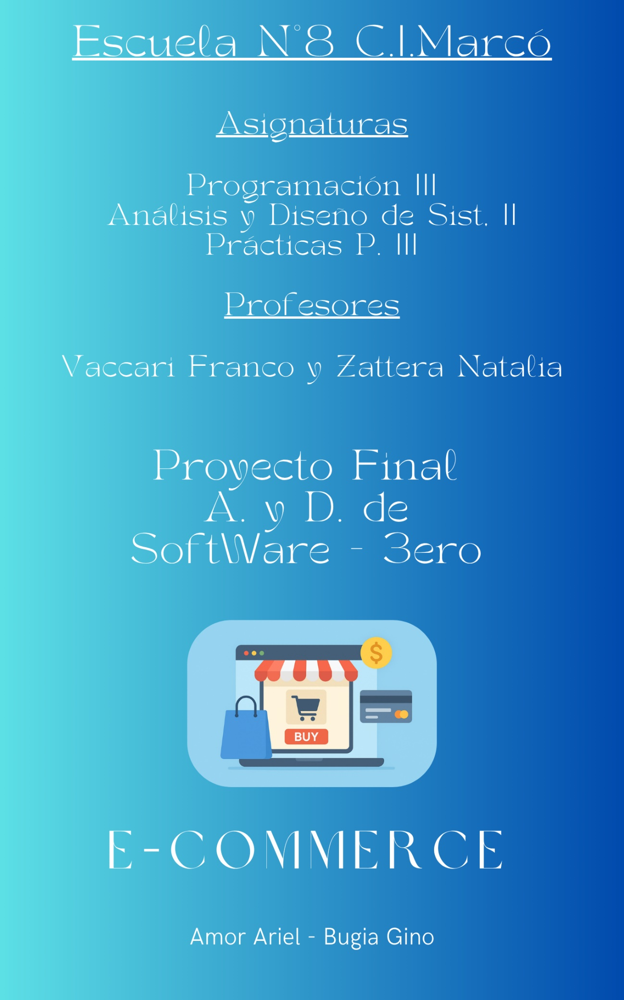 Escuela N°8 C.I.Marcó
Asignaturas
Programación III
Análisis y Diseño de Sist. II
Prácticas P. III
Profesores
Vaccari Franco y Zattera Natalia
Proyecto Final
A. y D. de
SoftWare - 3ero
$
BUY
E-COMMERCE
Amor Ariel - Bugia Gino